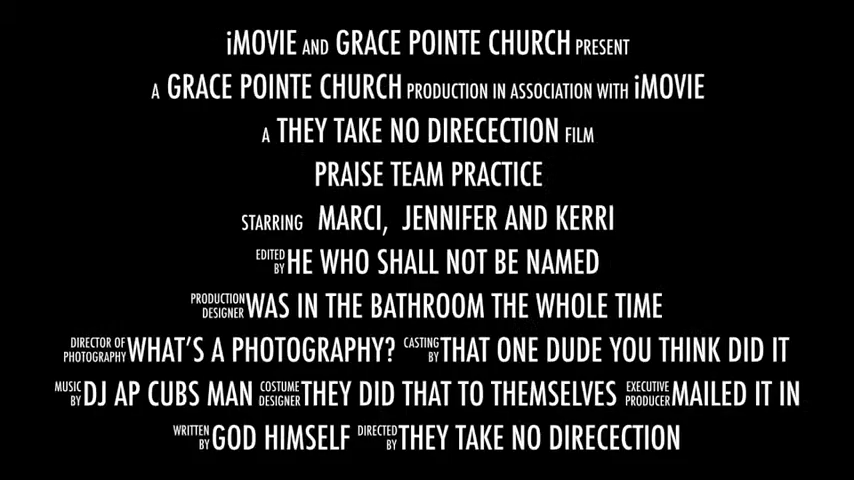 iMOVIE AND GRACE POINTE CHURCH PRESENT
A GRACE POINTE CHURCH PRODUCTION IN ASSOCIATION WITH iMOVIE
A THEY TAKE NO DIRECECTION FILM
PRAISE TEAM PRACTICE
STARRING MARCI, JENNIFER AND KERRI
EDITED BY HE WHO SHALL NOT BE NAMED
PRODUCTION DESIGNER WAS IN THE BATHROOM THE WHOLE TIME
DIRECTOR OF PHOTOGRAPHY WHAT'S A PHOTOGRAPHY? CASTING BY THAT ONE DUDE YOU THINK DID IT
MUSIC BY DJ AP CUBS MAN COSTUME DESIGNER THEY DID THAT TO THEMSELVES EXECUTIVE PRODUCER MAILED IT IN
WRITTEN BY GOD HIMSELF DIRECTED BY THEY TAKE NO DIRECECTION